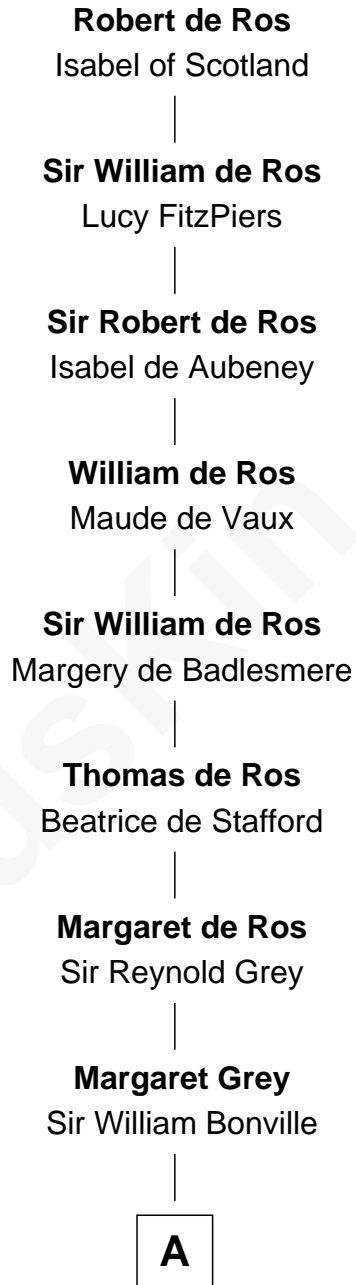 Robert de Ros
Isabel of Scotland
Sir William de Ros
Lucy FitzPiers
Sir Robert de Ros
Isabel de Aubeney
William de Ros
Maude de Vaux
Sir William de Ros
Margery de Badlesmere
Thomas de Ros
Beatrice de Stafford
Margaret de Ros
Sir Reynold Grey
Margaret Grey
Sir William Bonville
A